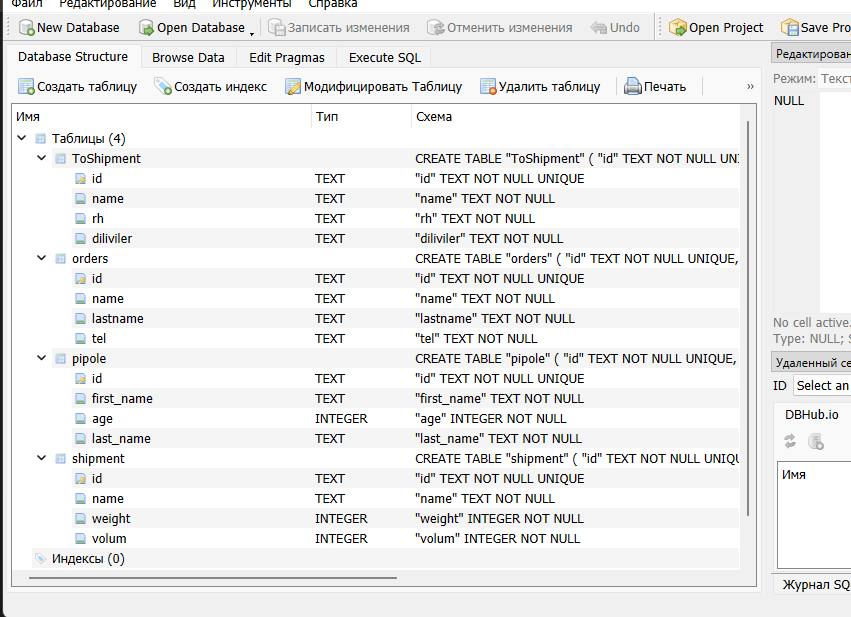 Файл Редактирование Вид Инструменты Справка
New Database Open Database Записать изменения Отменить изменения Undo Open Project Save Pro
Database Structure Browse Data Edit Pragmas Execute SQL
Создать таблицу Создать индекс Модифицировать Таблицу Удалить таблицу Печать »
Имя Тип Схема
Таблицы (4)
ToShipment CREATE TABLE "ToShipment" ( "id" TEXT NOT NULL UNI
id TEXT "id" TEXT NOT NULL UNIQUE
name TEXT "name" TEXT NOT NULL
rh TEXT "rh" TEXT NOT NULL
diliviler TEXT "diliviler" TEXT NOT NULL
orders CREATE TABLE "orders" ( "id" TEXT NOT NULL UNIQUE,
id TEXT "id" TEXT NOT NULL UNIQUE
name TEXT "name" TEXT NOT NULL
lastname TEXT "lastname" TEXT NOT NULL
tel TEXT "tel" TEXT NOT NULL
pipole CREATE TABLE "pipole" ( "id" TEXT NOT NULL UNIQUE,
id TEXT "id" TEXT NOT NULL UNIQUE
first_name TEXT "first_name" TEXT NOT NULL
age INTEGER "age" INTEGER NOT NULL
last_name TEXT "last_name" TEXT NOT NULL
shipment CREATE TABLE "shipment" ( "id" TEXT NOT NULL UNIQU
id TEXT "id" TEXT NOT NULL UNIQUE
name TEXT "name" TEXT NOT NULL
weight INTEGER "weight" INTEGER NOT NULL
volum INTEGER "volum" INTEGER NOT NULL
Индексы (0)
Редактирован
Режим: Текст
NULL
No cell active.
Type: NULL; S
Удаленный се
ID Select an
DBHub.io
Имя
Журнал SQ